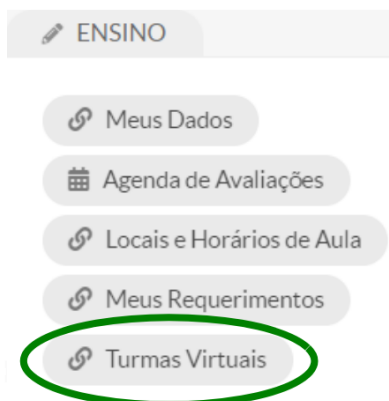 ENSINO
Meus Dados
Agenda de Avaliações
Locais e Horários de Aula
Meus Requerimentos
Turmas Virtuais